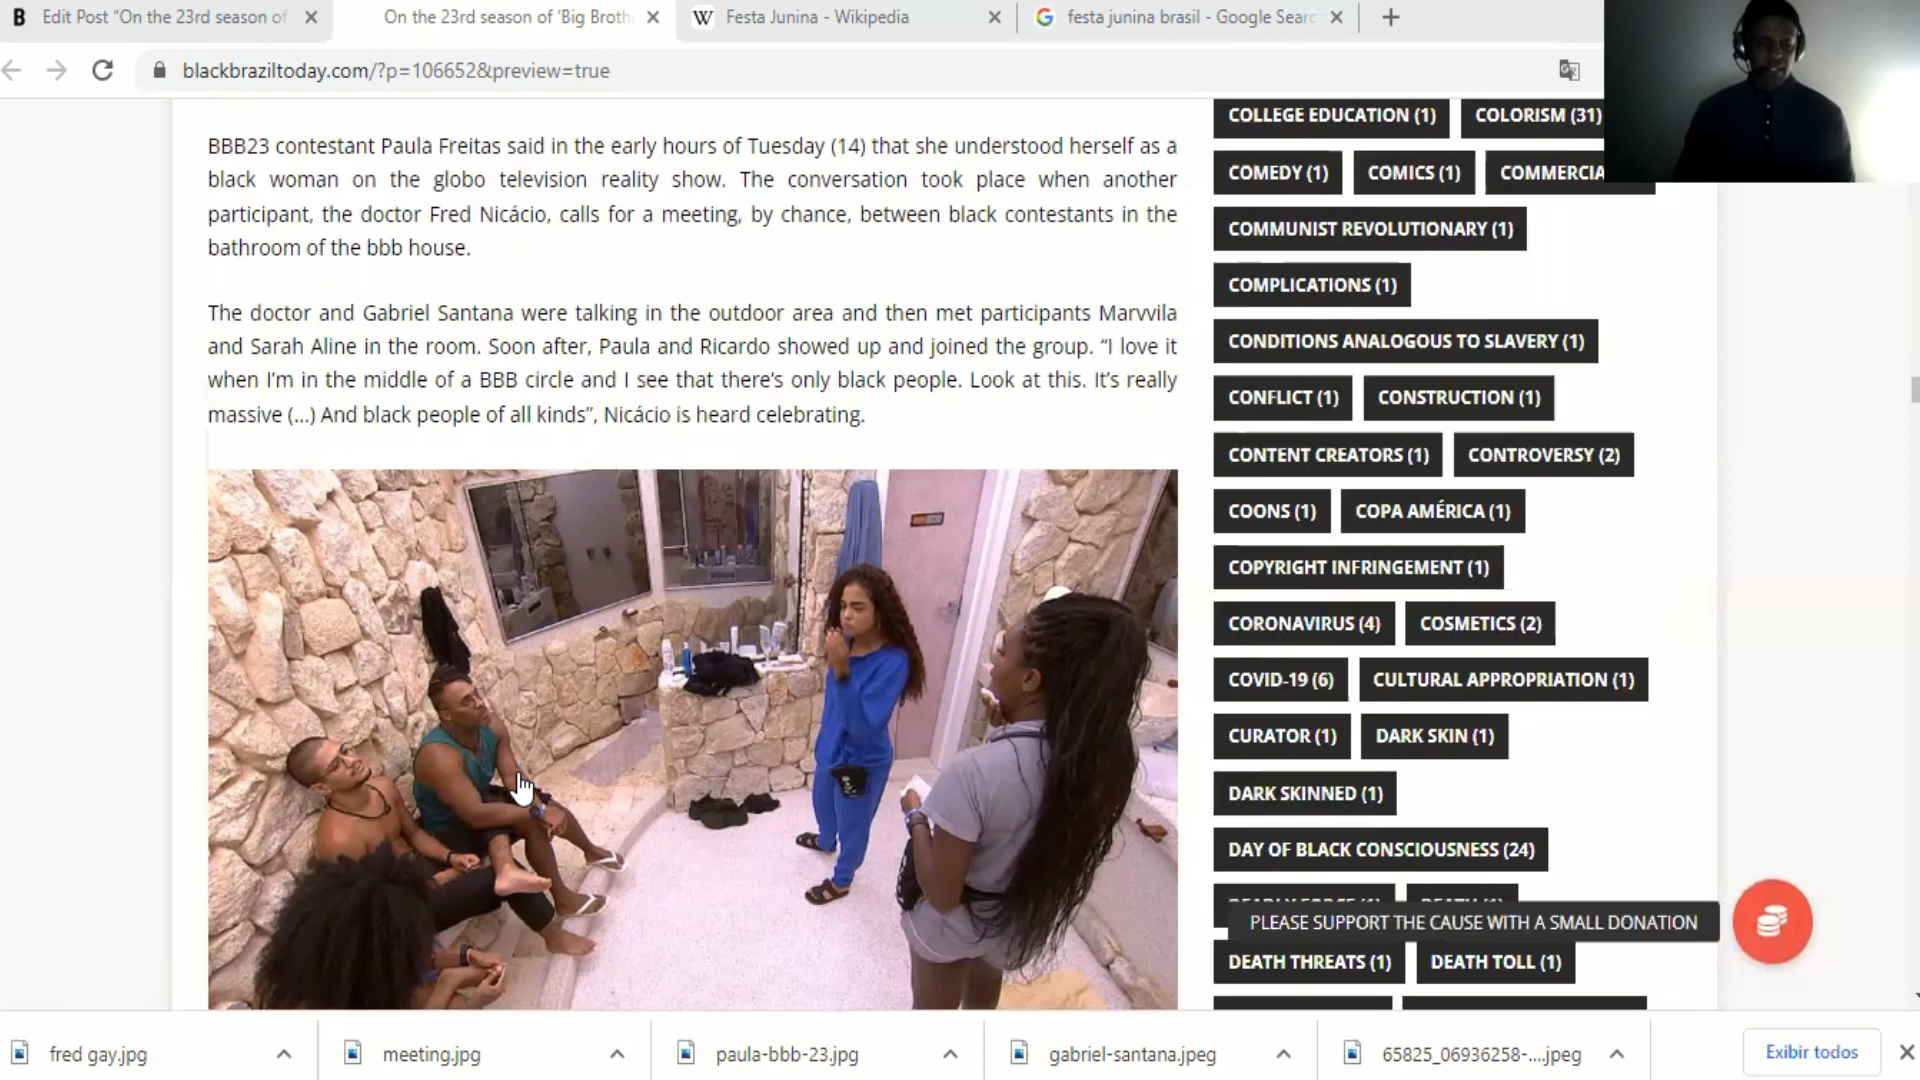 Edit Post “On the 23rd season of
On the 23rd season of 'Big Broth
Festa Junina - Wikipedia
festa junina brasil - Google Searc
blackbraziltoday.com/?p=106652&preview=true
BBB23 contestant Paula Freitas said in the early hours of Tuesday (14) that she understood herself as a
black woman on the globo television reality show. The conversation took place when another
participant, the doctor Fred Nicácio, calls for a meeting, by chance, between black contestants in the
bathroom of the bbb house.
The doctor and Gabriel Santana were talking in the outdoor area and then met participants Marvvila
and Sarah Aline in the room. Soon after, Paula and Ricardo showed up and joined the group. “I love it
when I’m in the middle of a BBB circle and I see that there’s only black people. Look at this. It’s really
massive (...) And black people of all kinds”, Nicácio is heard celebrating.
COLLEGE EDUCATION (1) COLORISM (31)
COMEDY (1) COMICS (1) COMMERCIA
COMMUNIST REVOLUTIONARY (1)
COMPLICATIONS (1)
CONDITIONS ANALOGOUS TO SLAVERY (1)
CONFLICT (1) CONSTRUCTION (1)
CONTENT CREATORS (1) CONTROVERSY (2)
COONS (1) COPA AMÉRICA (1)
COPYRIGHT INFRINGEMENT (1)
CORONAVIRUS (4) COSMETICS (2)
COVID-19 (6) CULTURAL APPROPRIATION (1)
CURATOR (1) DARK SKIN (1)
DARK SKINNED (1)
DAY OF BLACK CONSCIOUSNESS (24)
PLEASE SUPPORT THE CAUSE WITH A SMALL DONATION
DEATH THREATS (1) DEATH TOLL (1)
fred gay.jpg
meeting.jpg
paula-bbb-23.jpg
gabriel-santana.jpeg
65825_06936258-....jpeg
Exibir todos